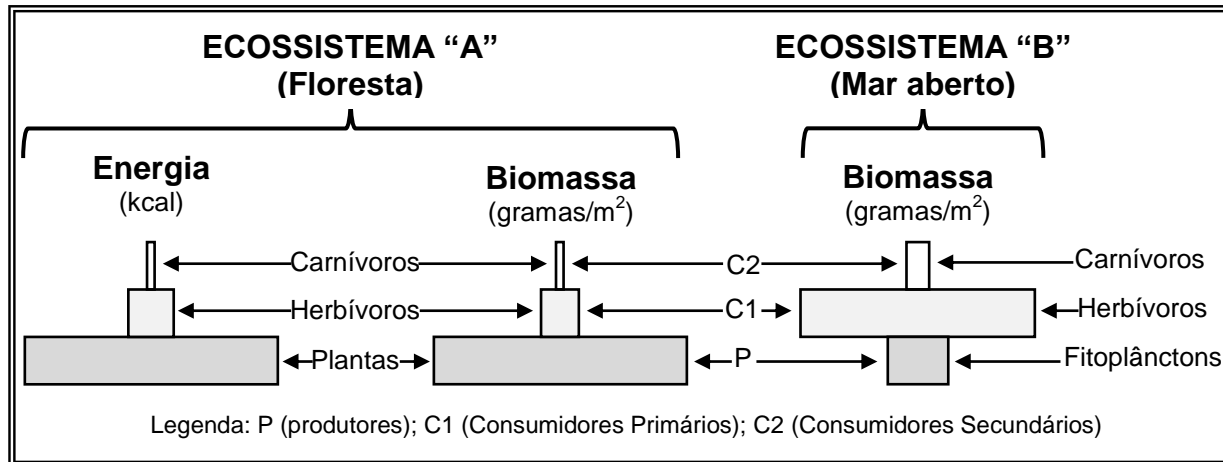 ECOSSISTEMA “A”
(Floresta)
ECOSSISTEMA “B”
(Mar aberto)
Energia
(kcal)
Biomassa
(gramas/m²)
Biomassa
(gramas/m²)
Carnívoros C2 Carnívoros
Herbívoros C1 Herbívoros
Plantas P Fitoplânctons
Legenda: P (produtores); C1 (Consumidores Primários); C2 (Consumidores Secundários)